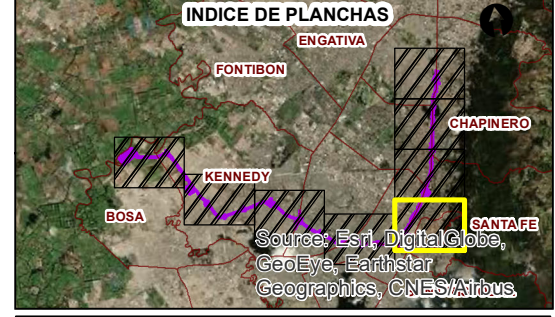 INDICE DE PLANCHAS
ENGATIVA
FONTIBON
CHAPINERO
KENNEDY
BOSA
SANTA FE
Source: Esri, DigitalGlobe,
GeoEye, Earthstar
Geographics, CNES/Airbus